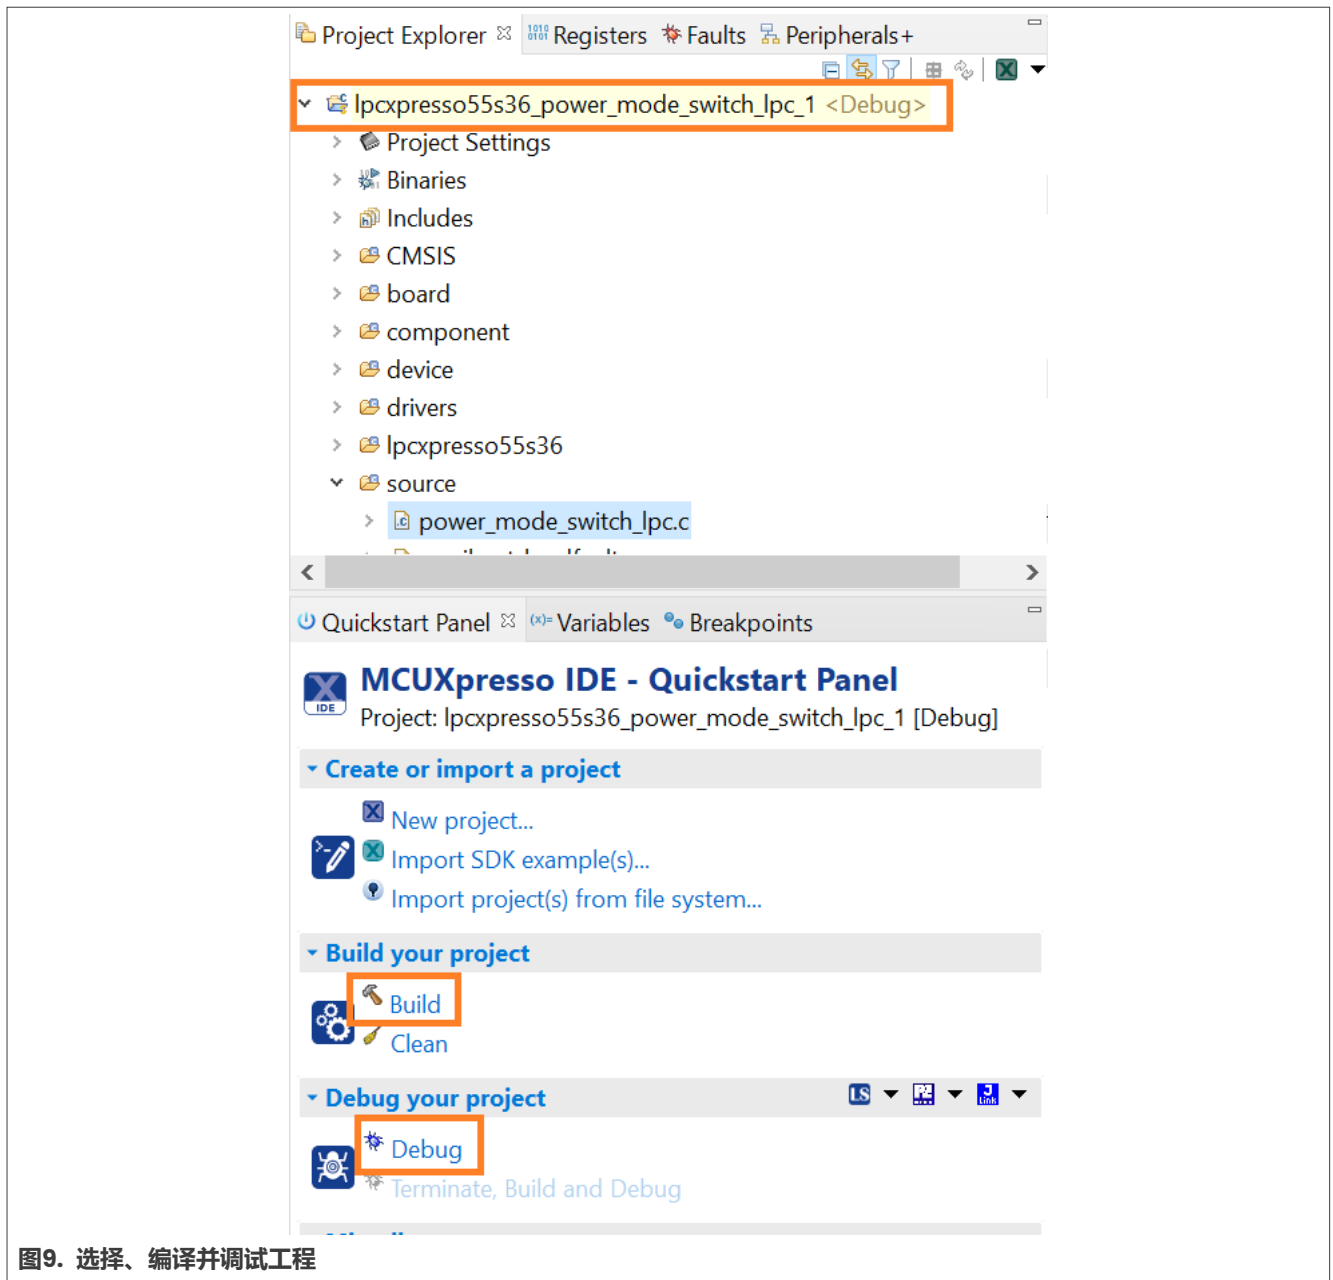 Project Explorer Registers Faults Peripherals+
lpcxpresso55s36_power_mode_switch_lpc_1 <Debug>
Project Settings
Binaries
Includes
CMSIS
board
component
device
drivers
lpcxpresso55s36
source
power_mode_switch_lpc.c
Quickstart Panel (x)= Variables Breakpoints
MCUXpresso IDE - Quickstart Panel
IDE
Project: lpcxpresso55s36_power_mode_switch_lpc_1 [Debug]
Create or import a project
New project...
Import SDK example(s)...
Import project(s) from file system...
Build your project
Build
Clean
Debug your project LS PE J Link
Debug
Terminate, Build and Debug
图9. 选择、编译并调试工程